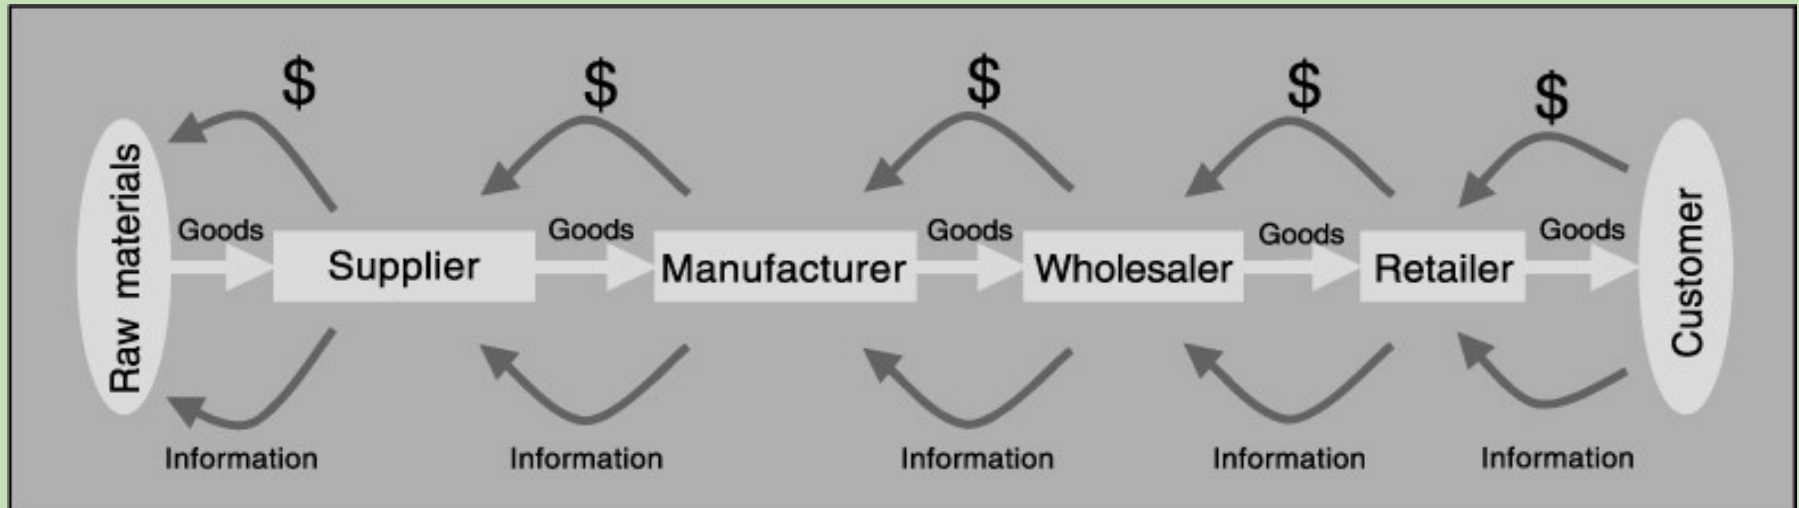 $
$
$
$
$
Raw materials
Goods
Supplier
Goods
Manufacturer
Goods
Wholesaler
Goods
Retailer
Goods
Customer
Information
Information
Information
Information
Information